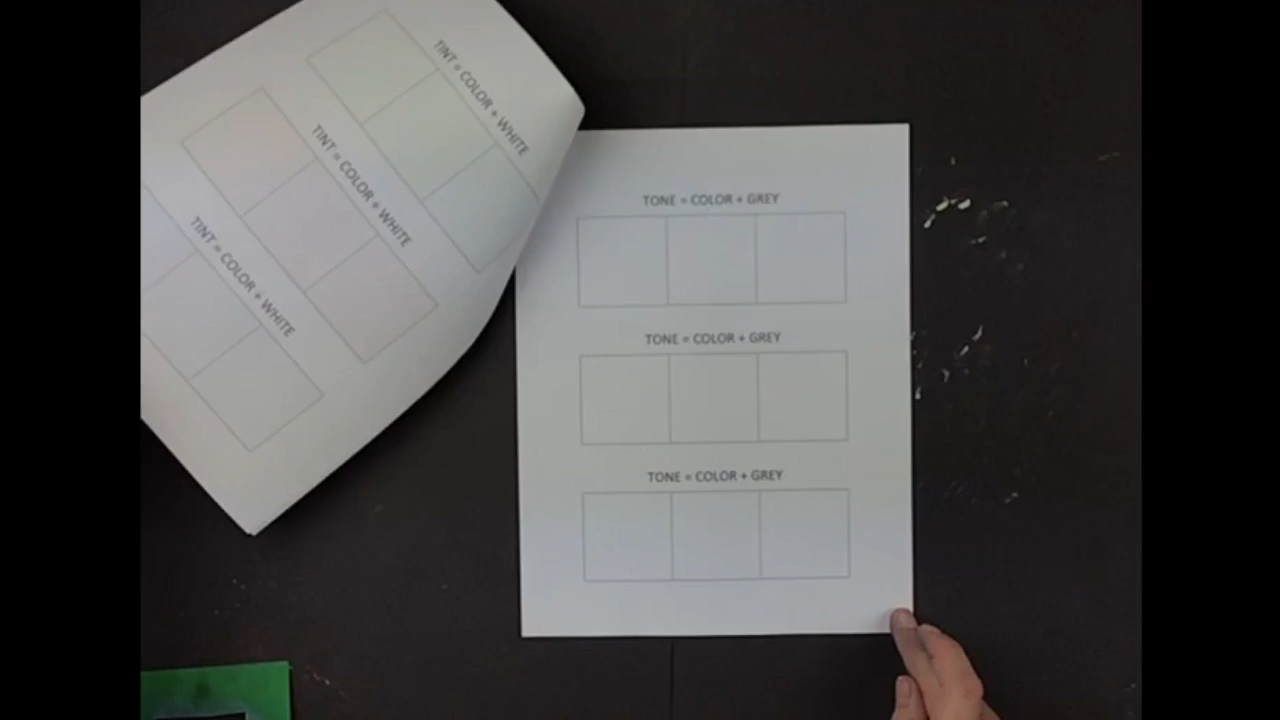 TINT = COLOR + WHITE
TINT = COLOR + WHITE
TINT = COLOR + WHITE
TONE = COLOR + GREY
TONE = COLOR + GREY
TONE = COLOR + GREY